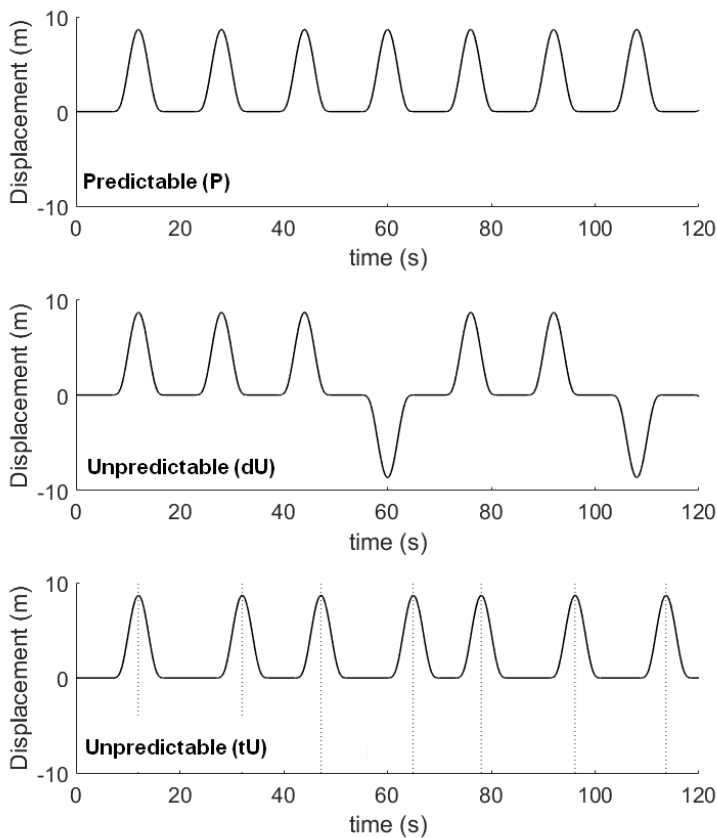 10
0
-10
Displacement (m)
Predictable (P)
0 20 40 60 80 100 120
time (s)
10
0
-10
Displacement (m)
Unpredictable (dU)
0 20 40 60 80 100 120
time (s)
10
0
-10
Displacement (m)
Unpredictable (tU)
0 20 40 60 80 100 120
time (s)